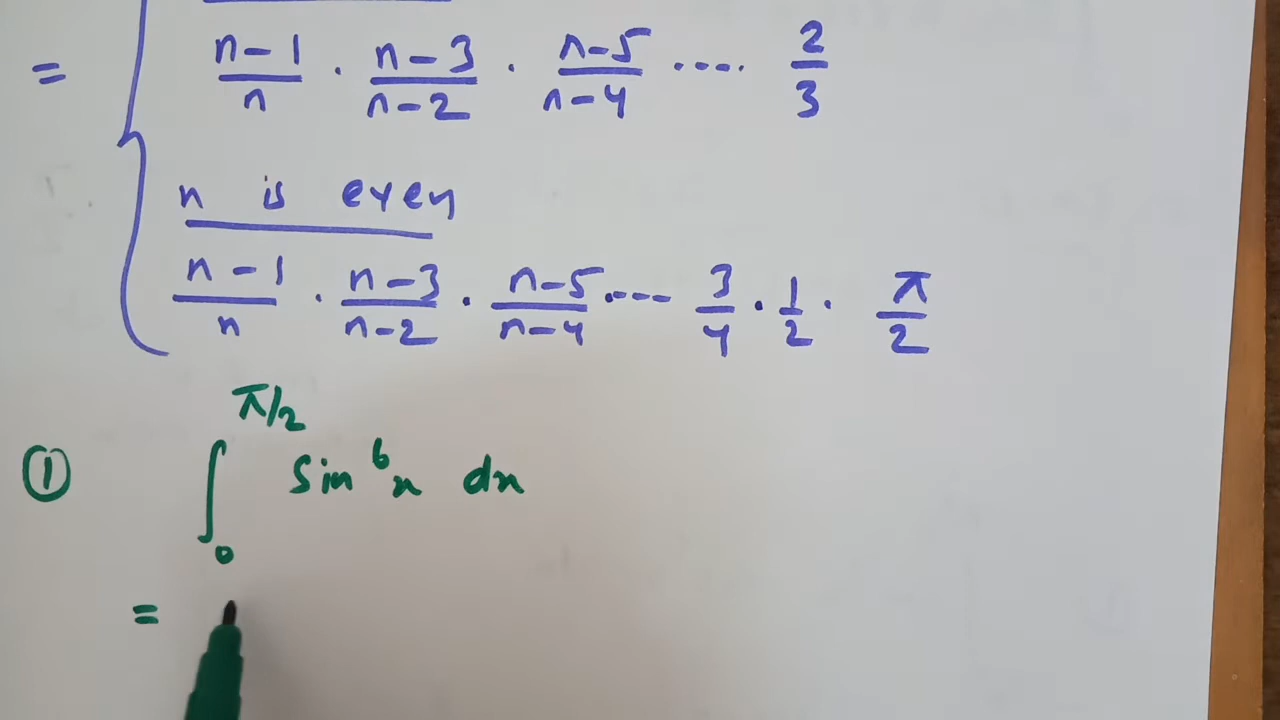 = n-1/n · n-3/n-2 · n-5/n-4 ····· 2/3
n is even
n-1/n · n-3/n-2 · n-5/n-4 ···· 3/4 · 1/2 · π/2
① ∫₀^π/2 sin⁶x dx
=